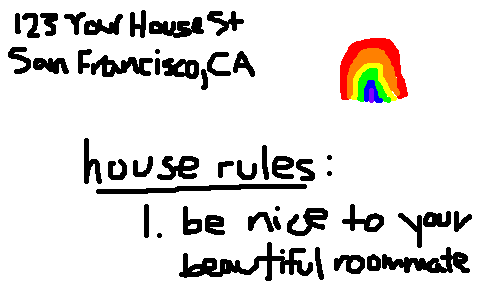 123 Your House St
San Francisco, CA
house rules:
1. be nice to your
beautiful roommate